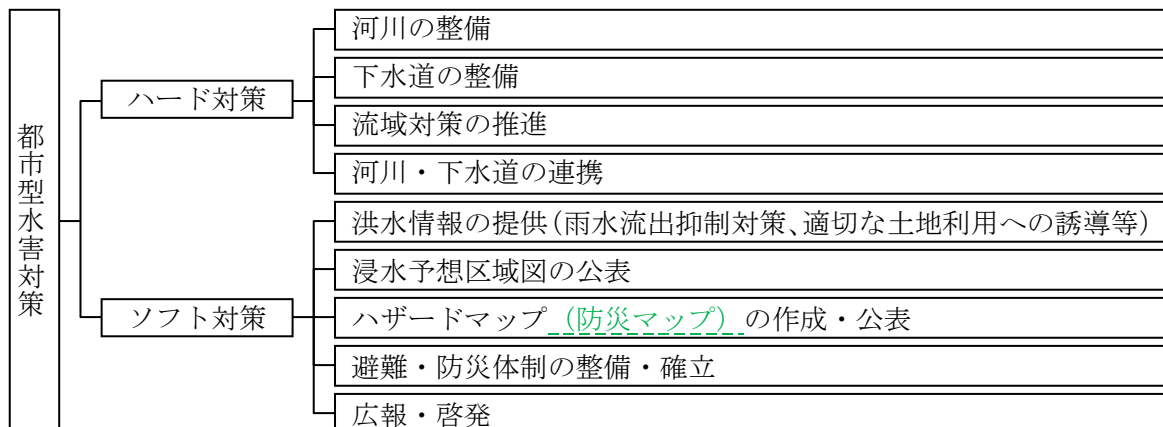 都市型水害対策
ハード対策
河川の整備
下水道の整備
流域対策の推進
河川・下水道の連携
ソフト対策
洪水情報の提供(雨水流出抑制対策、適切な土地利用への誘導等)
浸水予想区域図の公表
ハザードマップ(防災マップ)の作成・公表
避難・防災体制の整備・確立
広報・啓発